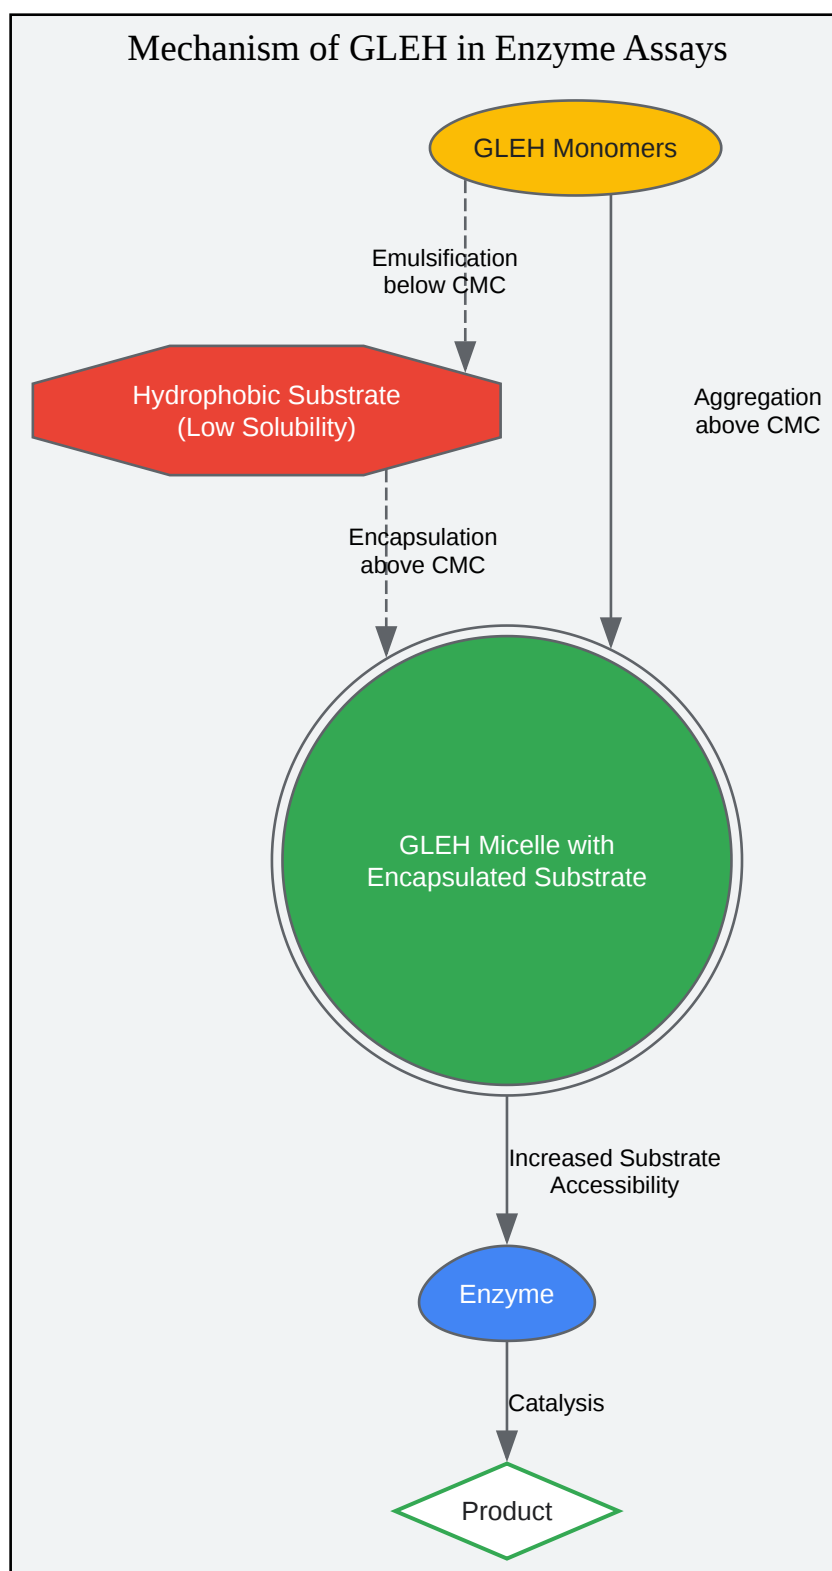 Mechanism of GLEH in Enzyme Assays
GLEH Monomers
Emulsification
below CMC
Hydrophobic Substrate
(Low Solubility)
Aggregation
above CMC
Encapsulation
above CMC
GLEH Micelle with
Encapsulated Substrate
Increased Substrate
Accessibility
Enzyme
Catalysis
Product